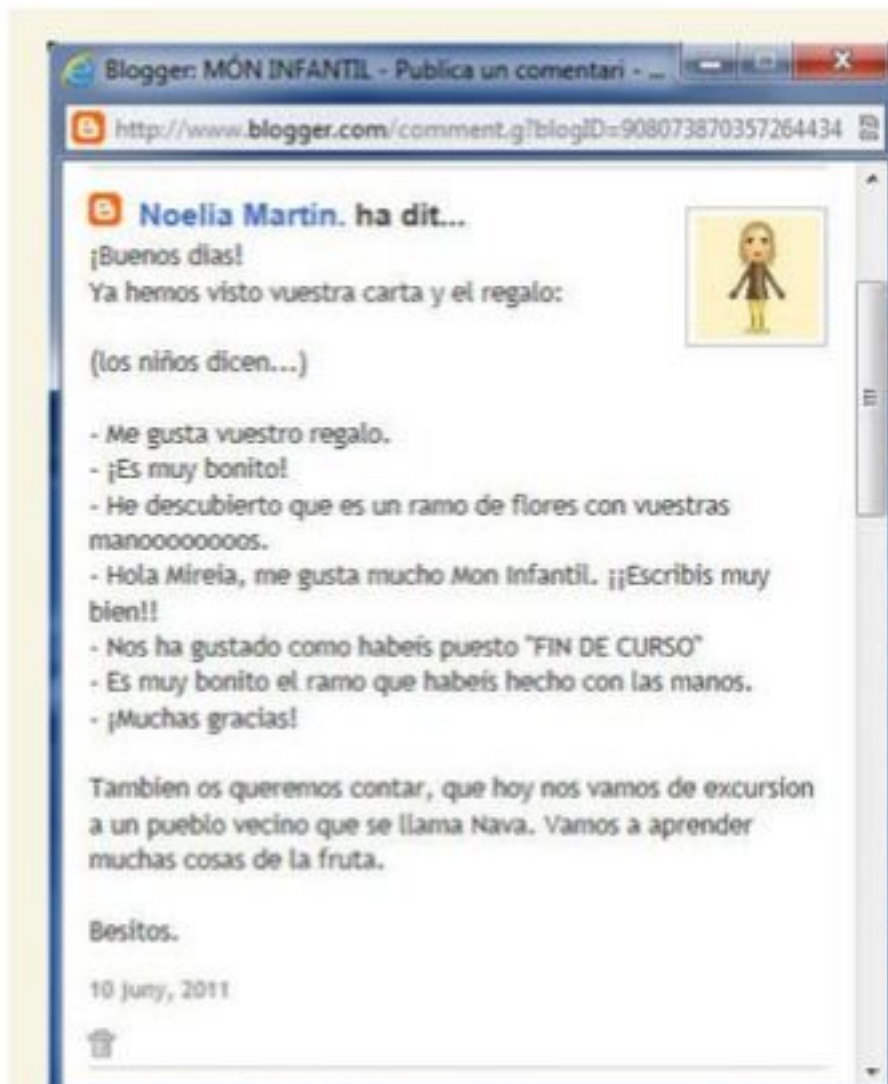 Blogger: MÓN INFANTIL - Publica un comentari - ...
http://www.blogger.com/comment.g?blogID=908073870357264434
Noelia Martin. ha dit...
¡Buenos dias!
Ya hemos visto vuestra carta y el regalo:
(los niños dicen...)
- Me gusta vuestro regalo.
- ¡Es muy bonito!
- He descubierto que es un ramo de flores con vuestras
manooooooooos.
- Hola Mireia, me gusta mucho Mon Infantil. ¡¡Escribis muy
bien!!
- Nos ha gustado como habeis puesto "FIN DE CURSO"
- Es muy bonito el ramo que habeis hecho con las manos.
- ¡Muchas gracias!
Tambien os queremos contar, que hoy nos vamos de excursion
a un pueblo vecino que se llama Nava. Vamos a aprender
muchas cosas de la fruta.
Besitos.
10 juny, 2011